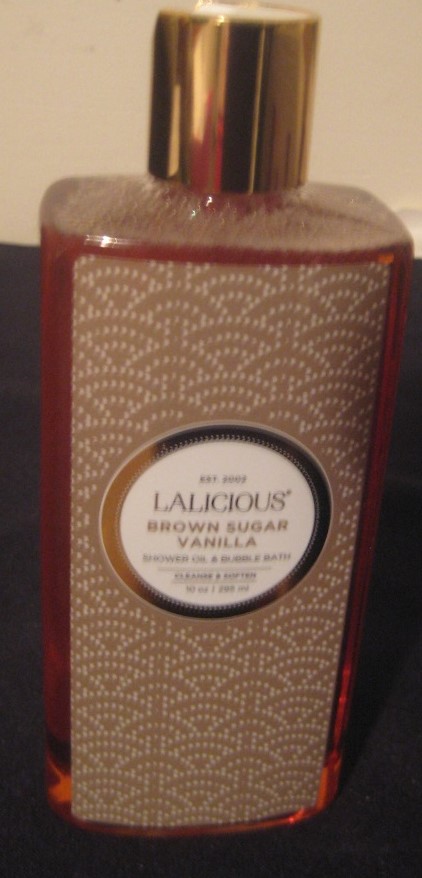 EST. 2002
LALICIOUS®
BROWN SUGAR
VANILLA
SHOWER OIL & BUBBLE BATH
CLEANSE & SOFTEN
10 oz | 295 ml